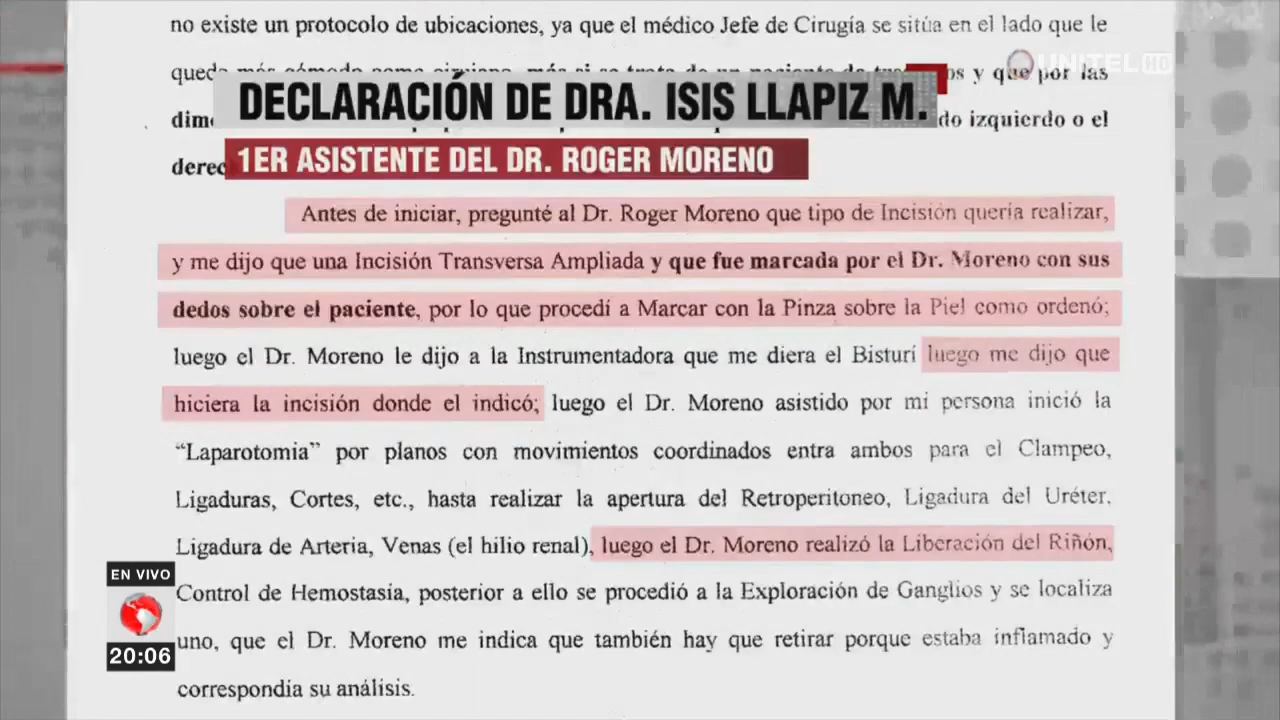 no existe un protocolo de ubicaciones, ya que el médico Jefe de Cirugía se sitúa en el lado que le
y que por las
UNITEL HD
DECLARACIÓN DE DRA. ISIS LLAPIZ M.
do izquierdo o el
1ER ASISTENTE DEL DR. ROGER MORENO
Antes de iniciar, pregunté al Dr. Roger Moreno que tipo de Incisión quería realizar,
y me dijo que una Incisión Transversa Ampliada y que fue marcada por el Dr. Moreno con sus
dedos sobre el paciente, por lo que procedí a Marcar con la Pinza sobre la Piel como ordenó;
luego el Dr. Moreno le dijo a la Instrumentadora que me diera el Bisturí luego me dijo que
hiciera la incisión donde el indicó; luego el Dr. Moreno asistido por mi persona inició la
“Laparotomia” por planos con movimientos coordinados entra ambos para el Clampeo,
Ligaduras, Cortes, etc., hasta realizar la apertura del Retroperitoneo, Ligadura del Uréter,
Ligadura de Arteria, Venas (el hilio renal), luego el Dr. Moreno realizó la Liberación del Riñón,
Control de Hemostasia, posterior a ello se procedió a la Exploración de Ganglios y se localiza
uno, que el Dr. Moreno me indica que también hay que retirar porque estaba inflamado y
correspondia su análisis.
EN VIVO
20:06